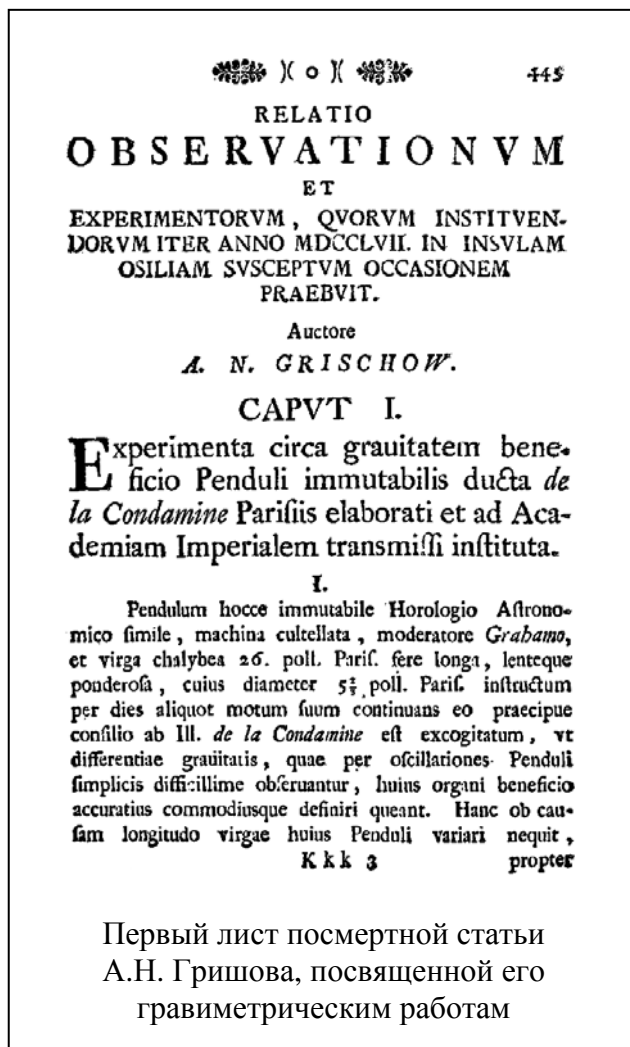 )( o )( 445
RELATIO
OBSERVATIONVM
ET
EXPERIMENTORVM, QVORVM INSTITVEN-
DORVM ITER ANNO MDCCLVII. IN INSVLAM
OSILIAM SVSCEPTVM OCCASIONEM
PRAEBVIT.
Auctore
A. N. GRISCHOW.
CAPVT I.
Experimenta circa grauitatem bene-
ficio Penduli immutabilis ducta de
la Condamine Parisiis elaborati et ad Aca-
demiam Imperialem transmissi instituta.
I.
Pendulum hocce immutabile Horologio Astrono-
mico simile, machina cultellata, moderatore Grahamo,
et virga chalybea 26. poll. Paris. fere longa, lenteque
ponderosa, cuius diameter 5½ poll. Paris. instructum
per dies aliquot motum suum continuans eo praecipue
consilio ab Ill. de la Condamine est excogitatum, vt
differentiae grauitatis, quae per oscillationes Penduli
simplicis difficillime obseruantur, huius organi beneficio
accuratius commodiusque definiri queant. Hanc ob cau-
sam longitudo virgae huius Penduli variari nequit,
Kkk 3 propter
Первый лист посмертной статьи
А.Н. Гришова, посвященной его
гравиметрическим работам